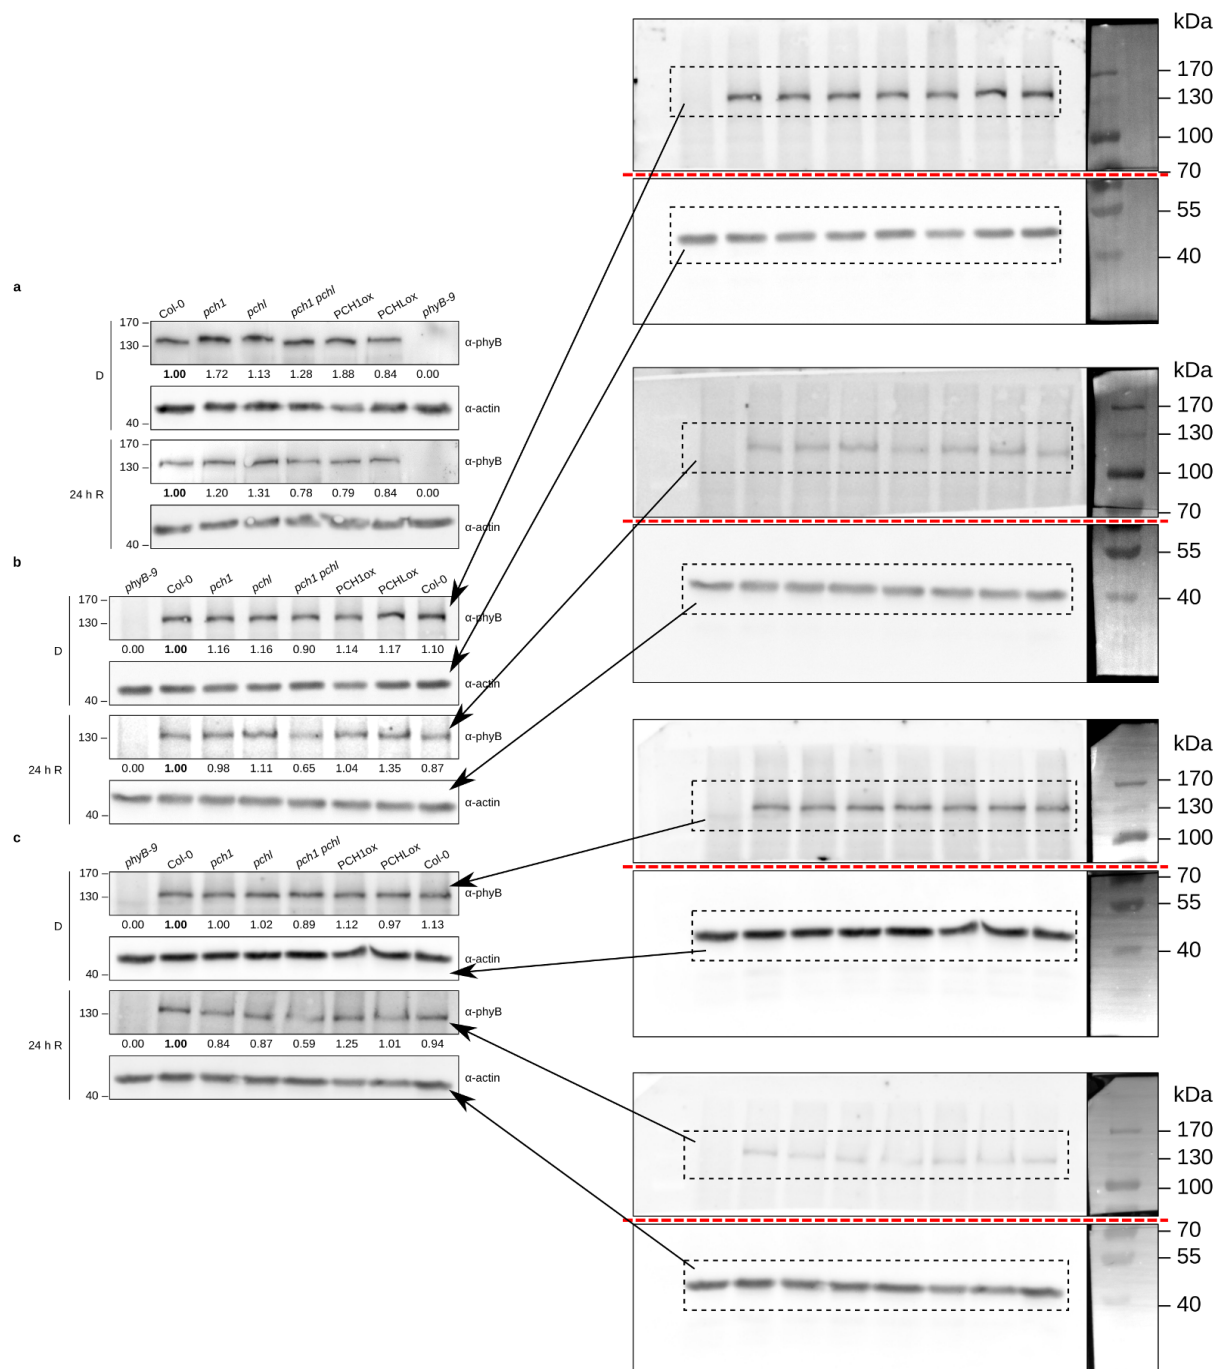 kDa
170
130
100
70
55
40
kDa
170
130
100
70
55
40
kDa
170
130
100
70
55
40
kDa
170
130
100
70
55
40
a
Col-0 pch1 pchl pch1 pchl PCH1ox PCHLox phyB-9
170
130
α-phyB
D
1.00 1.72 1.13 1.28 1.88 0.84 0.00
α-actin
40
170
130
α-phyB
24 h R
1.00 1.20 1.31 0.78 0.79 0.84 0.00
α-actin
40
b
phyB-9 Col-0 pch1 pchl pch1 pchl PCH1ox PCHLox Col-0
170
130
α-phyB
D
0.00 1.00 1.16 1.16 0.90 1.14 1.17 1.10
α-actin
40
130
α-phyB
24 h R
0.00 1.00 0.98 1.11 0.65 1.04 1.35 0.87
α-actin
40
c
phyB-9 Col-0 pch1 pchl pch1 pchl PCH1ox PCHLox Col-0
170
130
α-phyB
D
0.00 1.00 1.00 1.02 0.89 1.12 0.97 1.13
α-actin
40
130
α-phyB
24 h R
0.00 1.00 0.84 0.87 0.59 1.25 1.01 0.94
α-actin
40